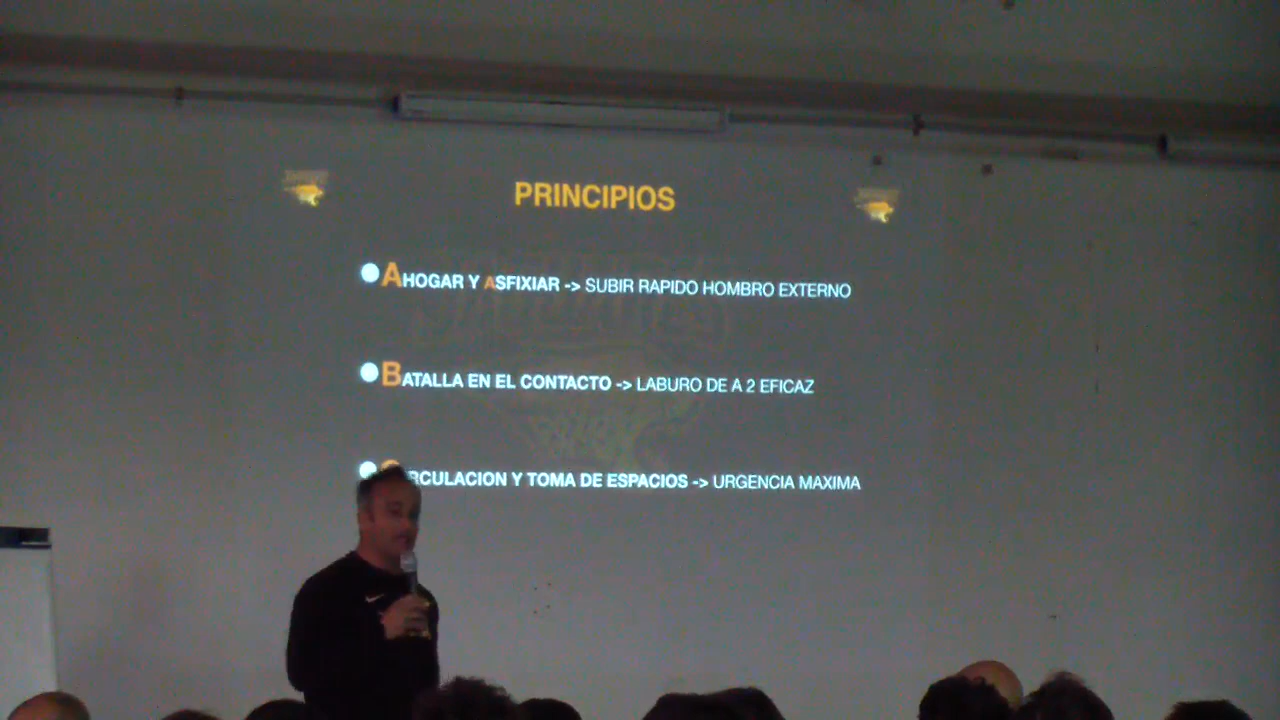 PRINCIPIOS
AHOGAR Y ASFIXIAR -> SUBIR RAPIDO HOMBRO EXTERNO
BATALLA EN EL CONTACTO -> LABURO DE A 2 EFICAZ
RCULACION Y TOMA DE ESPACIOS -> URGENCIA MAXIMA